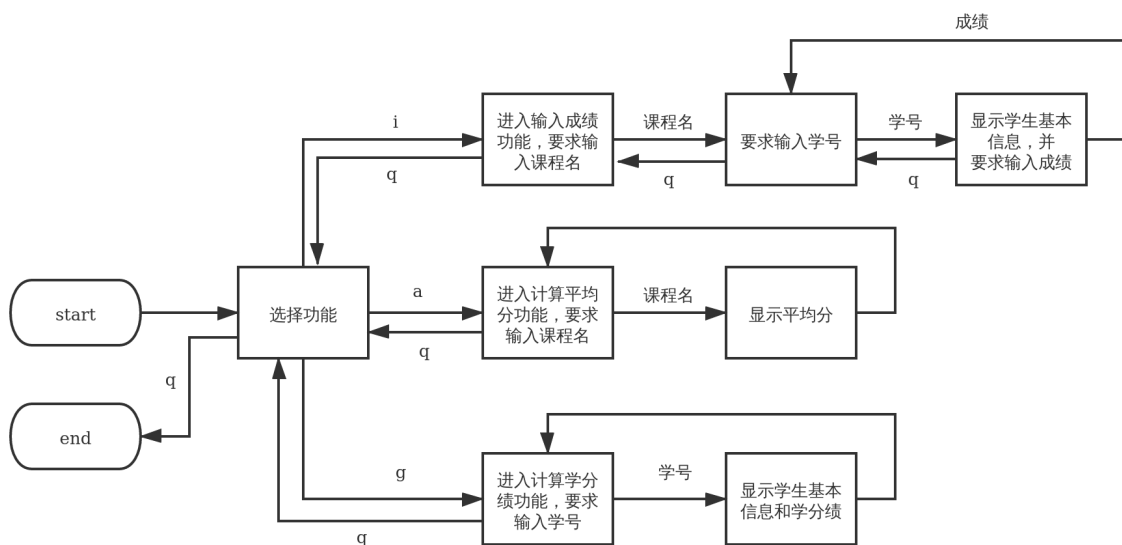 成绩
i
进入输入成绩
功能，要求输
入课程名
课程名
要求输入学号
学号
显示学生基本
信息，并
要求输入成绩
q
q
q
start
选择功能
a
进入计算平均
分功能，要求
输入课程名
课程名
显示平均分
q
q
end
g
进入计算学分
绩功能，要求
输入学号
学号
显示学生基本
信息和学分绩
q